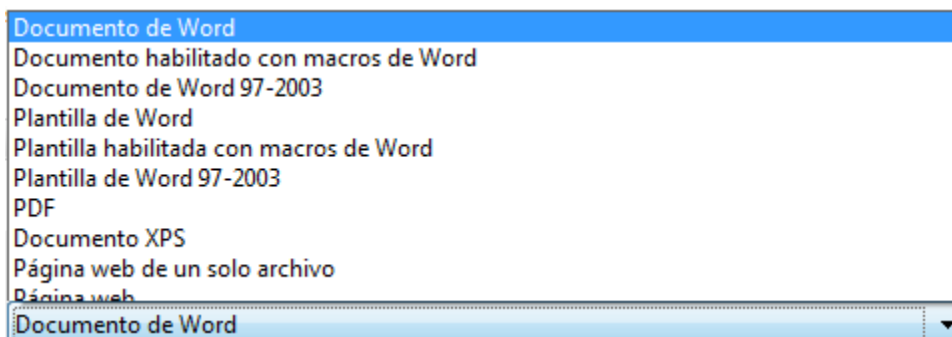 Documento de Word
Documento habilitado con macros de Word
Documento de Word 97-2003
Plantilla de Word
Plantilla habilitada con macros de Word
Plantilla de Word 97-2003
PDF
Documento XPS
Página web de un solo archivo
Página web
Documento de Word